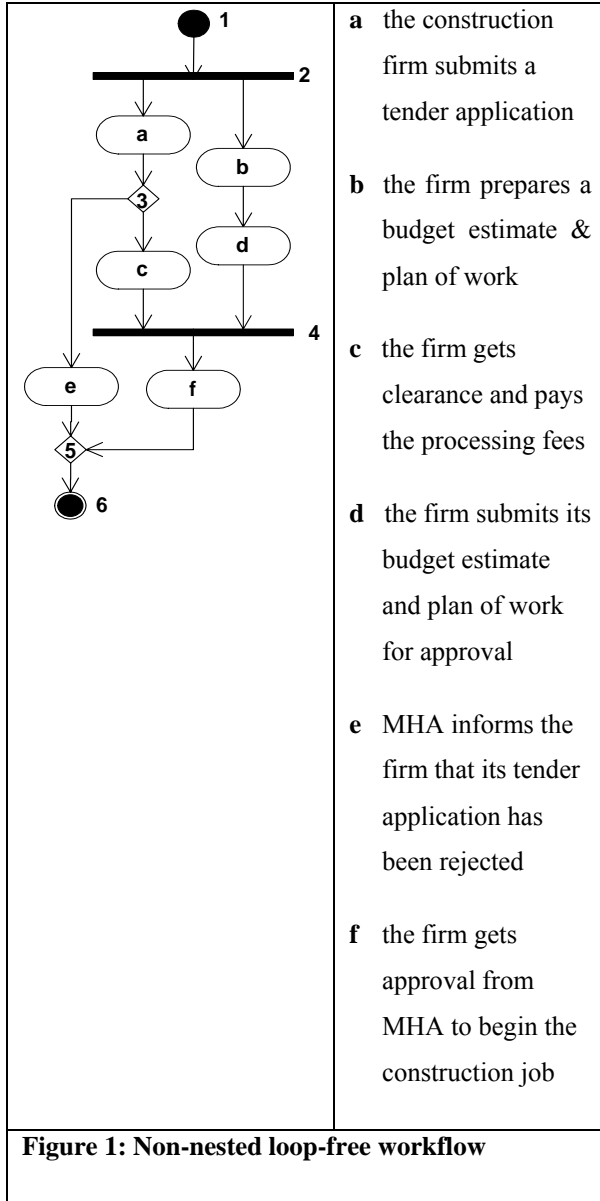 1
2
a
b
3
c
d
4
e
f
5
6
a the construction
firm submits a
tender application
b the firm prepares a
budget estimate &
plan of work
c the firm gets
clearance and pays
the processing fees
d the firm submits its
budget estimate
and plan of work
for approval
e MHA informs the
firm that its tender
application has
been rejected
f the firm gets
approval from
MHA to begin the
construction job
Figure 1: Non-nested loop-free workflow